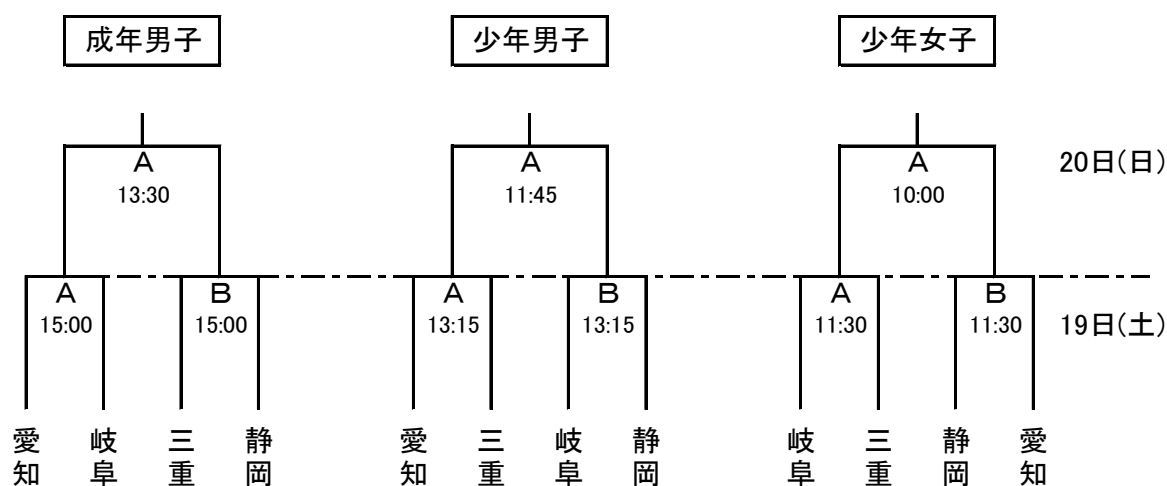 成年男子 少年男子 少年女子
A A A 20日(日)
13:30 11:45 10:00
A B A B A B
15:00 15:00 13:15 13:15 11:30 11:30 19日(土)
愛知 岐阜 三重 静岡 愛知 三重 岐阜 静岡 岐阜 三重 静岡 愛知